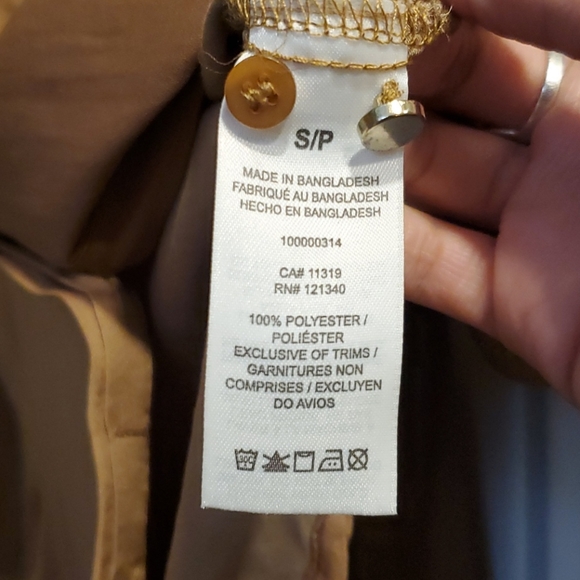 S/P
MADE IN BANGLADESH
FABRIQUÉ AU BANGLADESH
HECHO EN BANGLADESH
100000314
CA# 11319
RN# 121340
100% POLYESTER /
POLIÉSTER
EXCLUSIVE OF TRIMS /
GARNITURES NON
COMPRISES / EXCLUYEN
DO AVIOS
30C